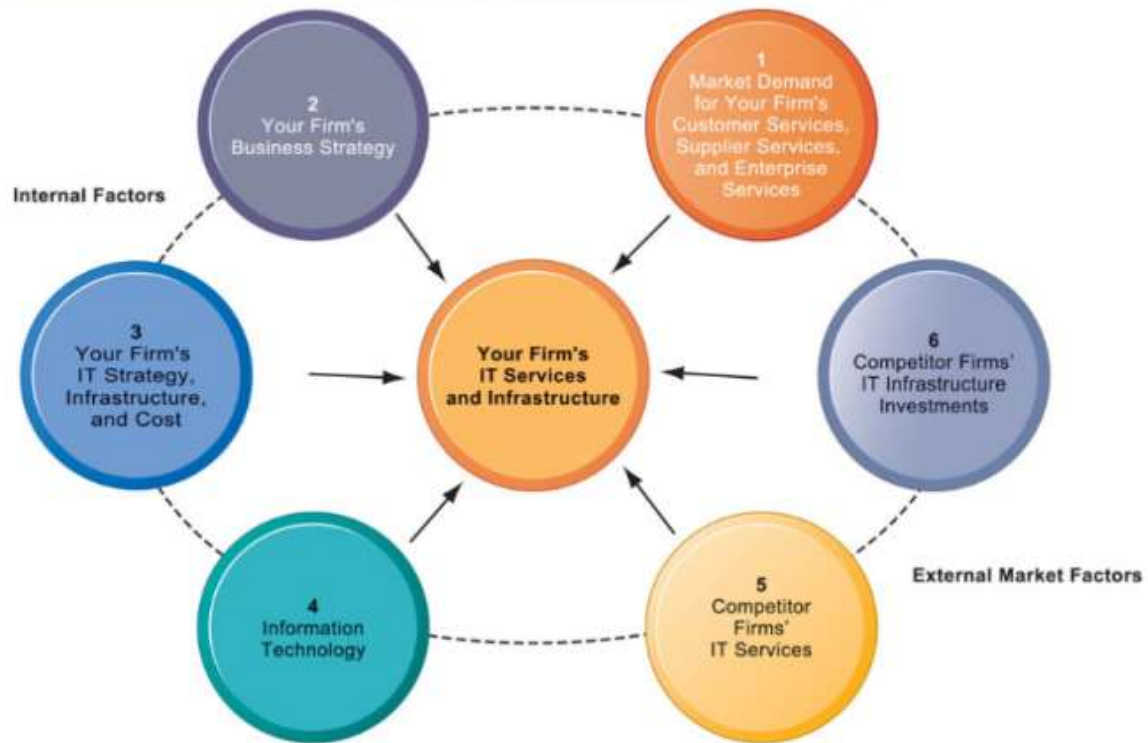 1
Market Demand
for Your Firm's
Customer Services,
Supplier Services,
and Enterprise
Services
2
Your Firm's
Business Strategy
Internal Factors
3
Your Firm's
IT Strategy,
Infrastructure,
and Cost
Your Firm's
IT Services
and Infrastructure
6
Competitor Firms'
IT Infrastructure
Investments
4
Information
Technology
5
Competitor
Firms'
IT Services
External Market Factors